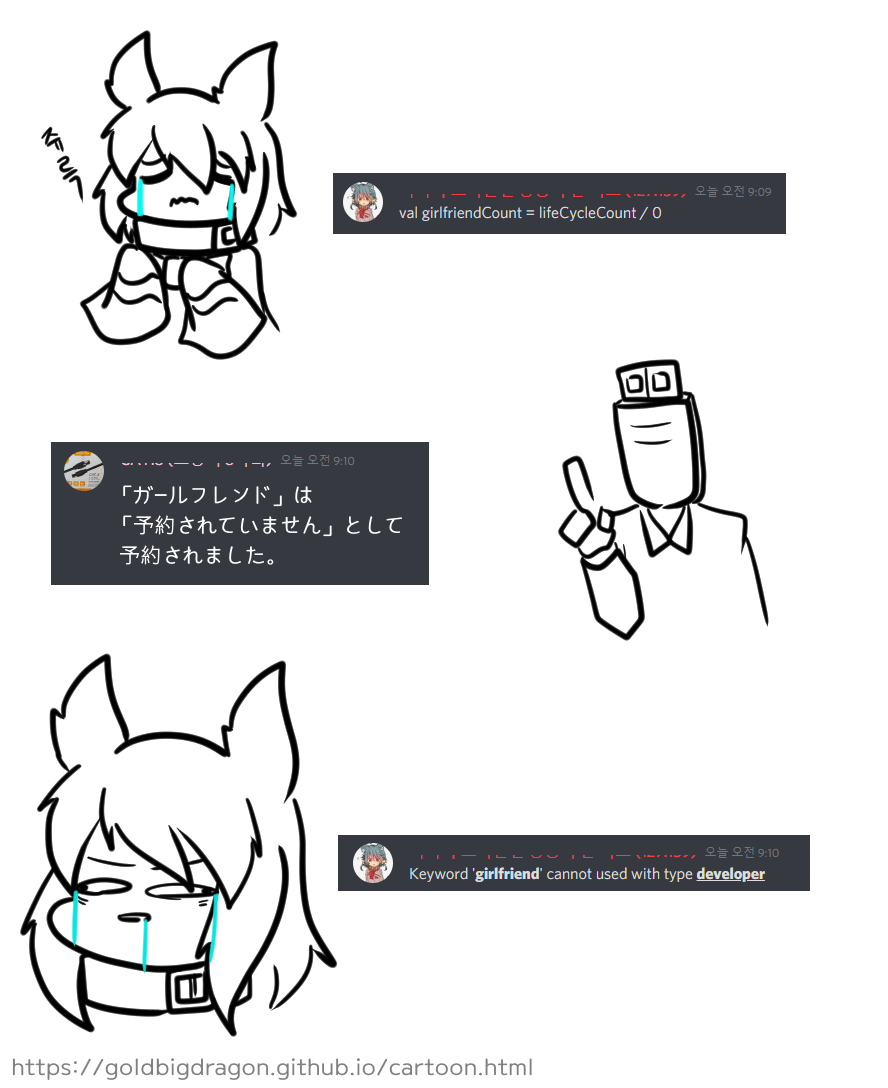 쥬르륵
오늘 오전 9:09
val girlfriendCount = lifeCycleCount / 0
오늘 오전 9:10
「ガールフレンド」は
「予約されていません」として
予約されました。
오늘 오전 9:10
Keyword 'girlfriend' cannot used with type developer
https://goldbigdragon.github.io/cartoon.html